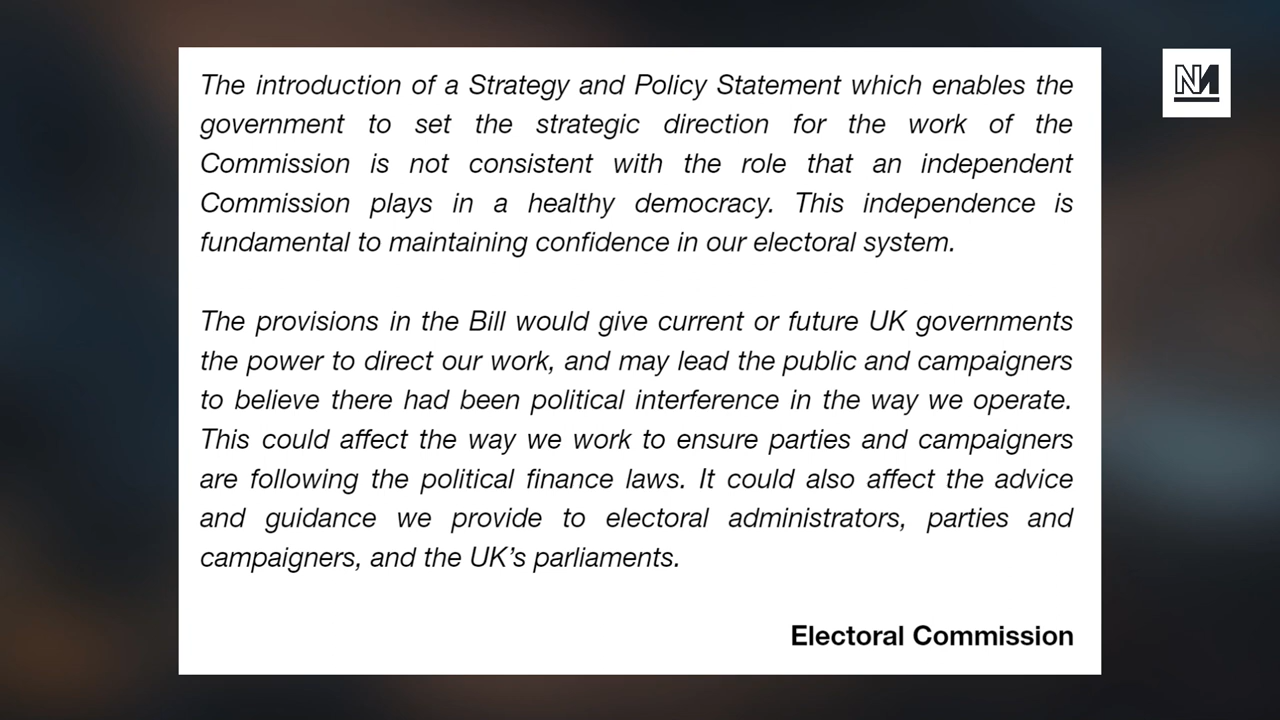 The introduction of a Strategy and Policy Statement which enables the
government to set the strategic direction for the work of the
Commission is not consistent with the role that an independent
Commission plays in a healthy democracy. This independence is
fundamental to maintaining confidence in our electoral system.
The provisions in the Bill would give current or future UK governments
the power to direct our work, and may lead the public and campaigners
to believe there had been political interference in the way we operate.
This could affect the way we work to ensure parties and campaigners
are following the political finance laws. It could also affect the advice
and guidance we provide to electoral administrators, parties and
campaigners, and the UK’s parliaments.
Electoral Commission
NM